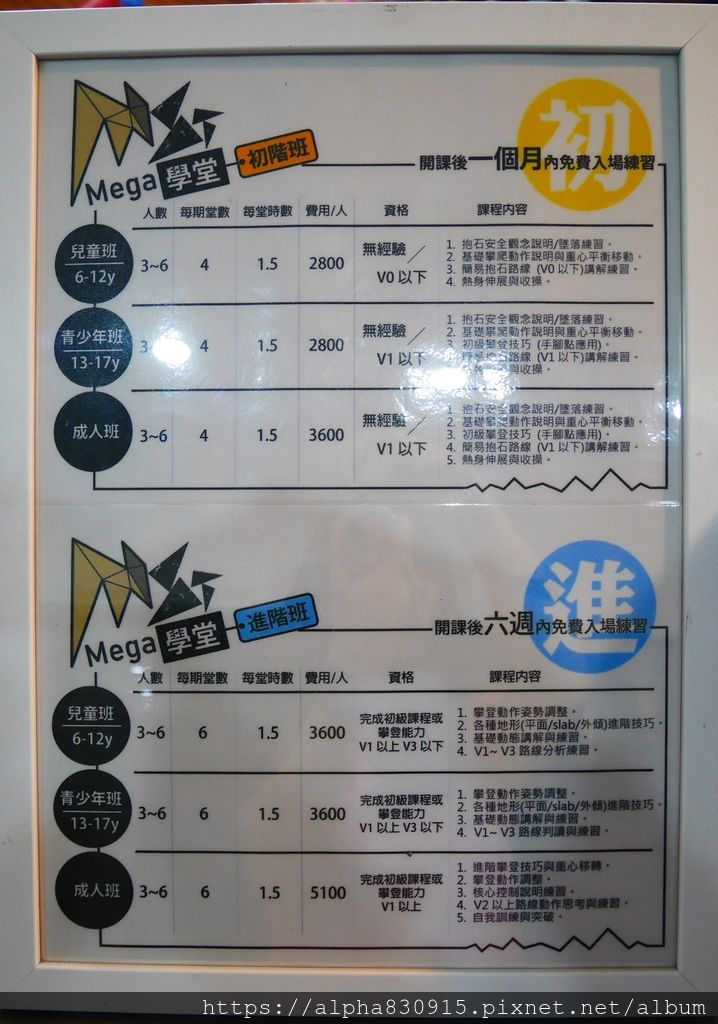 Mega 學堂 初階班
初
開課後一個月內免費入場練習
人數 每期堂數 每堂時數 費用/人 資格 課程內容
兒童班
6-12y
3~6 4 1.5 2800
無經驗／
V0 以下
1. 抱石安全觀念說明/墜落練習。
2. 基礎攀爬動作說明與重心平衡移動。
3. 簡易抱石路線 (V0 以下)講解練習。
4. 熱身伸展與收操。
青少年班
13-17y
3 4 1.5 2800
無經驗／
V1 以下
1. 抱石安全觀念說明/墜落練習。
2. 基礎攀爬動作說明與重心平衡移動。
3. 初級攀登技巧 (手腳點應用)。
簡易抱石路線 (V1 以下)講解練習。
與收操。
成人班
3~6 4 1.5 3600
無經驗／
V1 以下
1. 抱石安全觀念說明/墜落練習。
2. 基礎攀爬動作說明與重心平衡移動。
3. 初級攀登技巧 (手腳點應用)。
4. 簡易抱石路線 (V1 以下)講解練習。
5. 熱身伸展與收操。
Mega 學堂 進階班
進
開課後六週內免費入場練習
人數 每期堂數 每堂時數 費用/人 資格 課程內容
兒童班
6-12y
3~6 6 1.5 3600
完成初級課程或
攀登能力
V1 以上 V3 以下
1. 攀登動作姿勢調整。
2. 各種地形(平面/slab/外傾)進階技巧。
3. 基礎動態講解與練習。
4. V1~ V3 路線分析練習。
青少年班
13-17y
3~6 6 1.5 3600
完成初級課程或
攀登能力
V1 以上 V3 以下
1. 攀登動作姿勢調整。
2. 各種地形(平面/slab/外傾)進階技巧。
3. 基礎動態講解與練習。
4. V1~ V3 路線判讀與練習。
成人班
3~6 6 1.5 5100
完成初級課程或
攀登能力
V1 以上
1. 進階攀登技巧與重心移轉。
2. 攀登動作調整。
3. 核心控制說明練習。
4. V2 以上路線動作思考與練習。
5. 自我訓練與突破。
https://alpha830915.pixnet.net/album